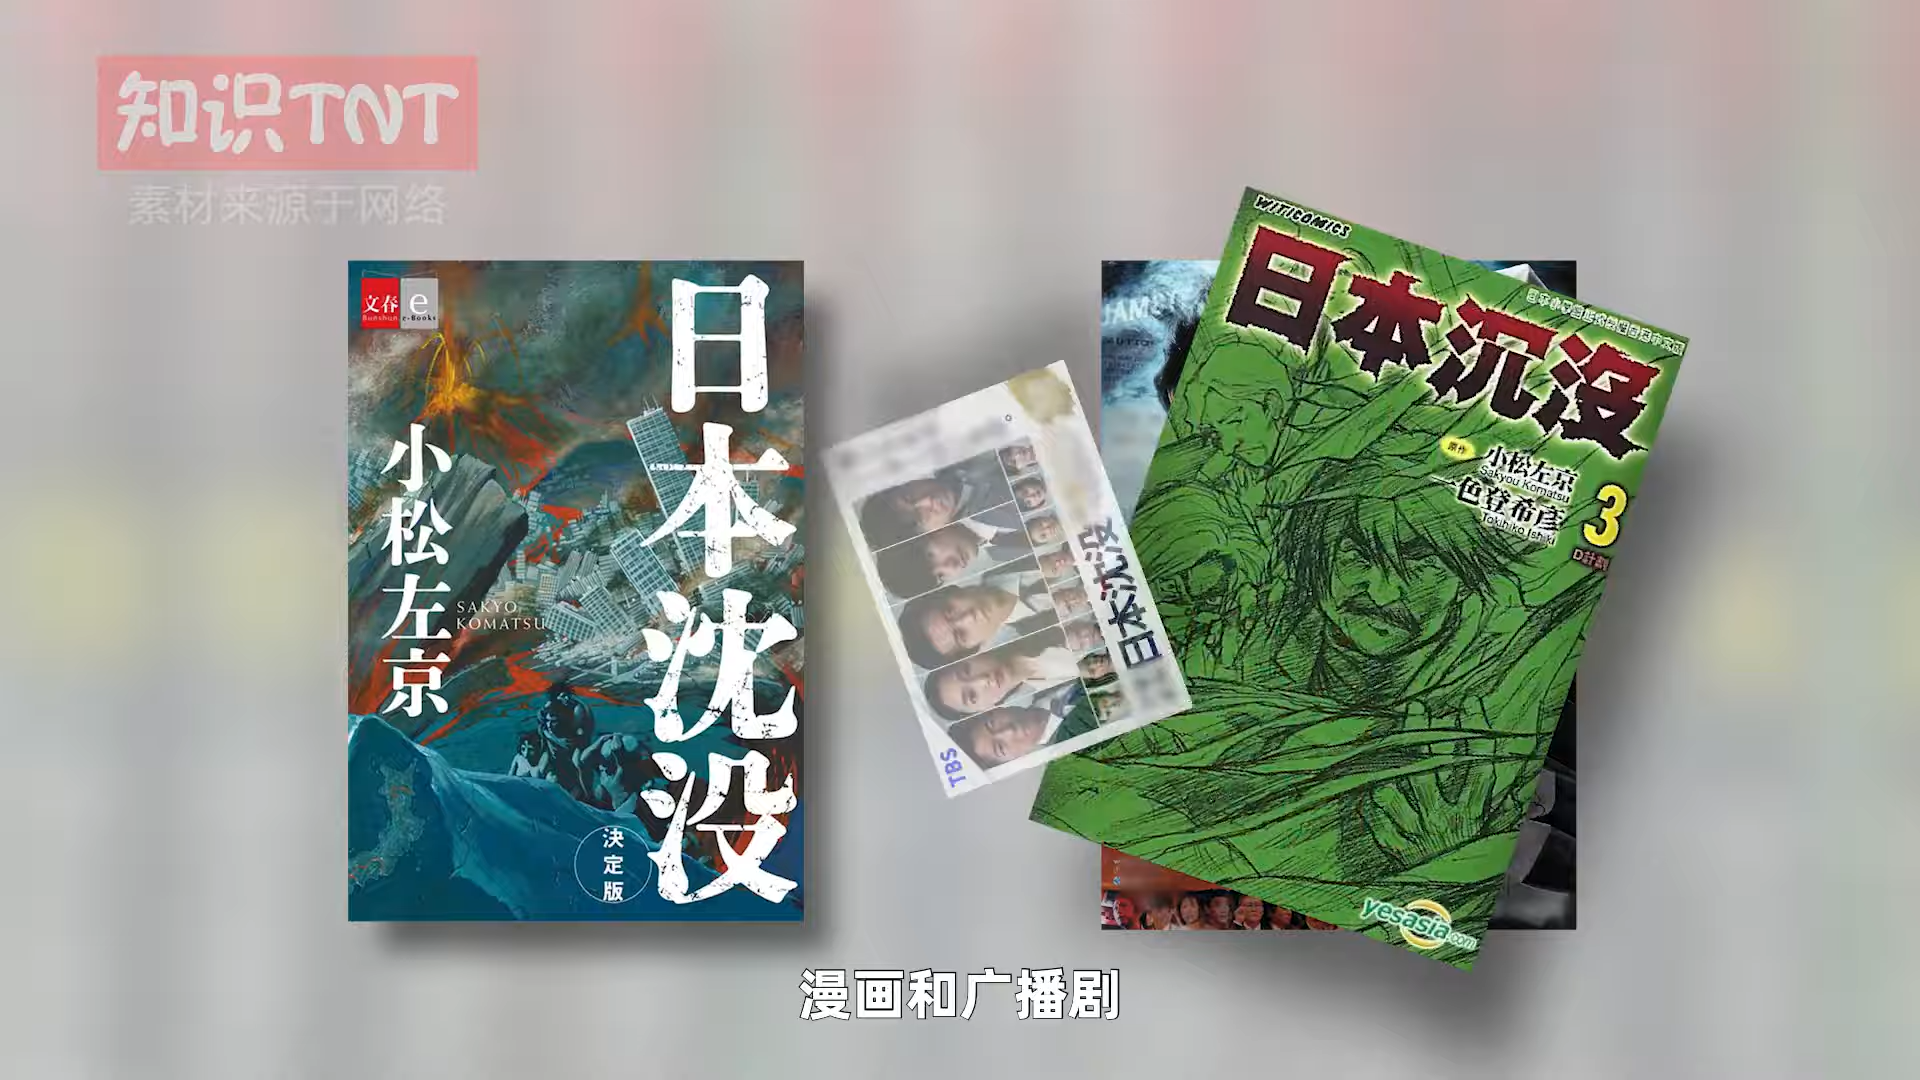 知识TNT
素材来源于网络
文春
Bunshun
e
e-Books
日本沈没
小松左京
SAKYO
KOMATSU
決定版
日本沈没
TBS
WITICOMICS
日本沉沒
原作
小松左京
Sakyou Komatsu
一色登希彦
Tokihiko Ishiki
3
D計劃
yesasia.com
漫画和广播剧